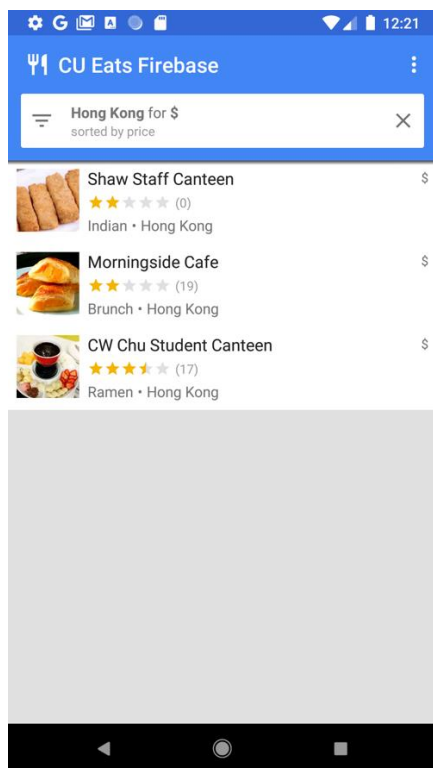 12:21
CU Eats Firebase
Hong Kong for $
sorted by price
Shaw Staff Canteen $
(0)
Indian • Hong Kong
Morningside Cafe $
(19)
Brunch • Hong Kong
CW Chu Student Canteen $
(17)
Ramen • Hong Kong